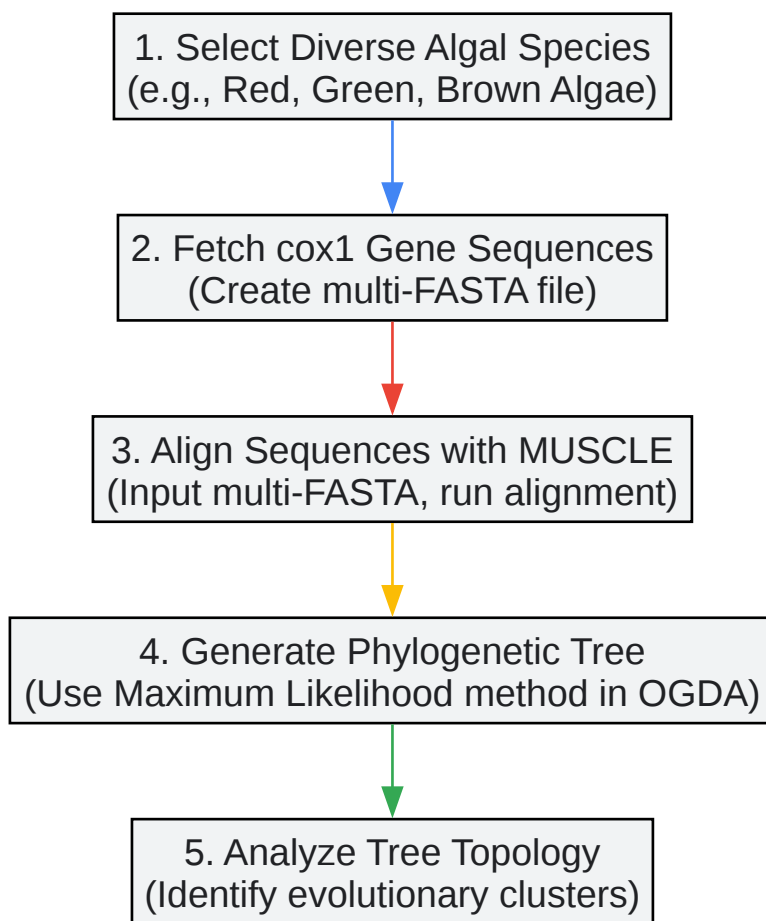 1. Select Diverse Algal Species
(e.g., Red, Green, Brown Algae)
2. Fetch cox1 Gene Sequences
(Create multi-FASTA file)
3. Align Sequences with MUSCLE
(Input multi-FASTA, run alignment)
4. Generate Phylogenetic Tree
(Use Maximum Likelihood method in OGDA)
5. Analyze Tree Topology
(Identify evolutionary clusters)